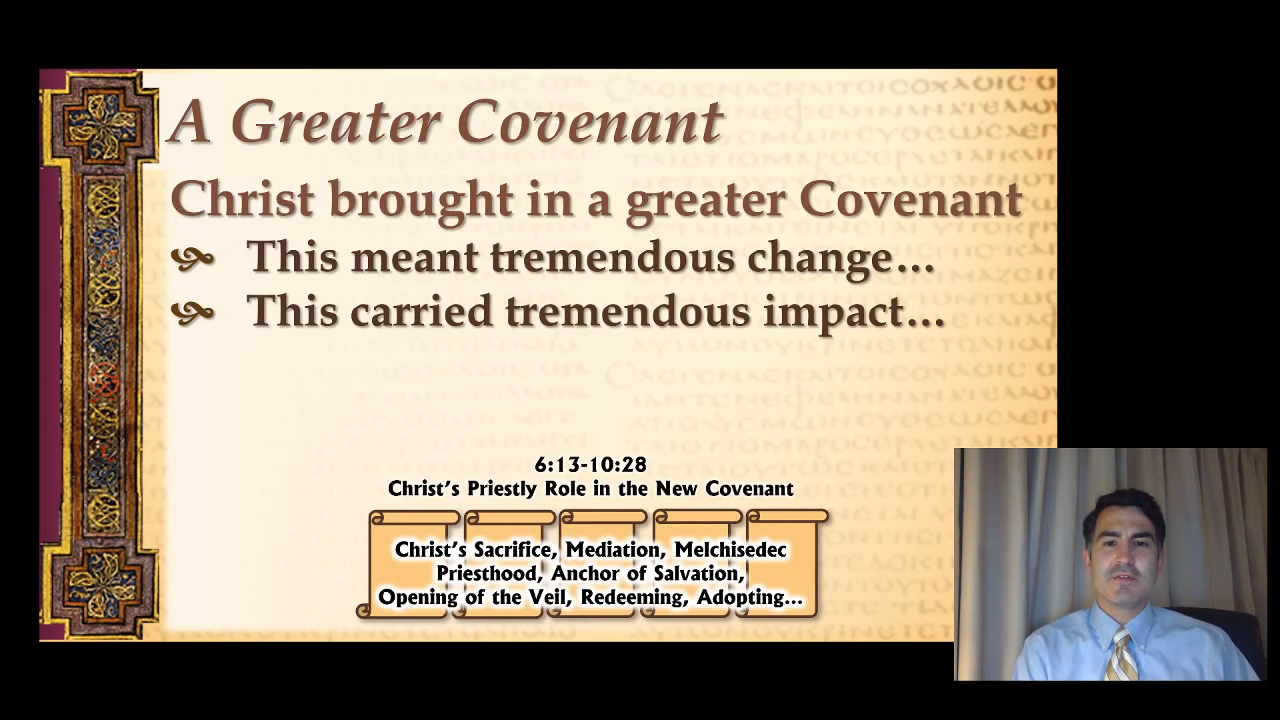 A Greater Covenant
Christ brought in a greater Covenant
This meant tremendous change…
This carried tremendous impact…
6:13-10:28
Christ's Priestly Role in the New Covenant
Christ's Sacrifice, Mediation, Melchisedec
Priesthood, Anchor of Salvation,
Opening of the Veil, Redeeming, Adopting…